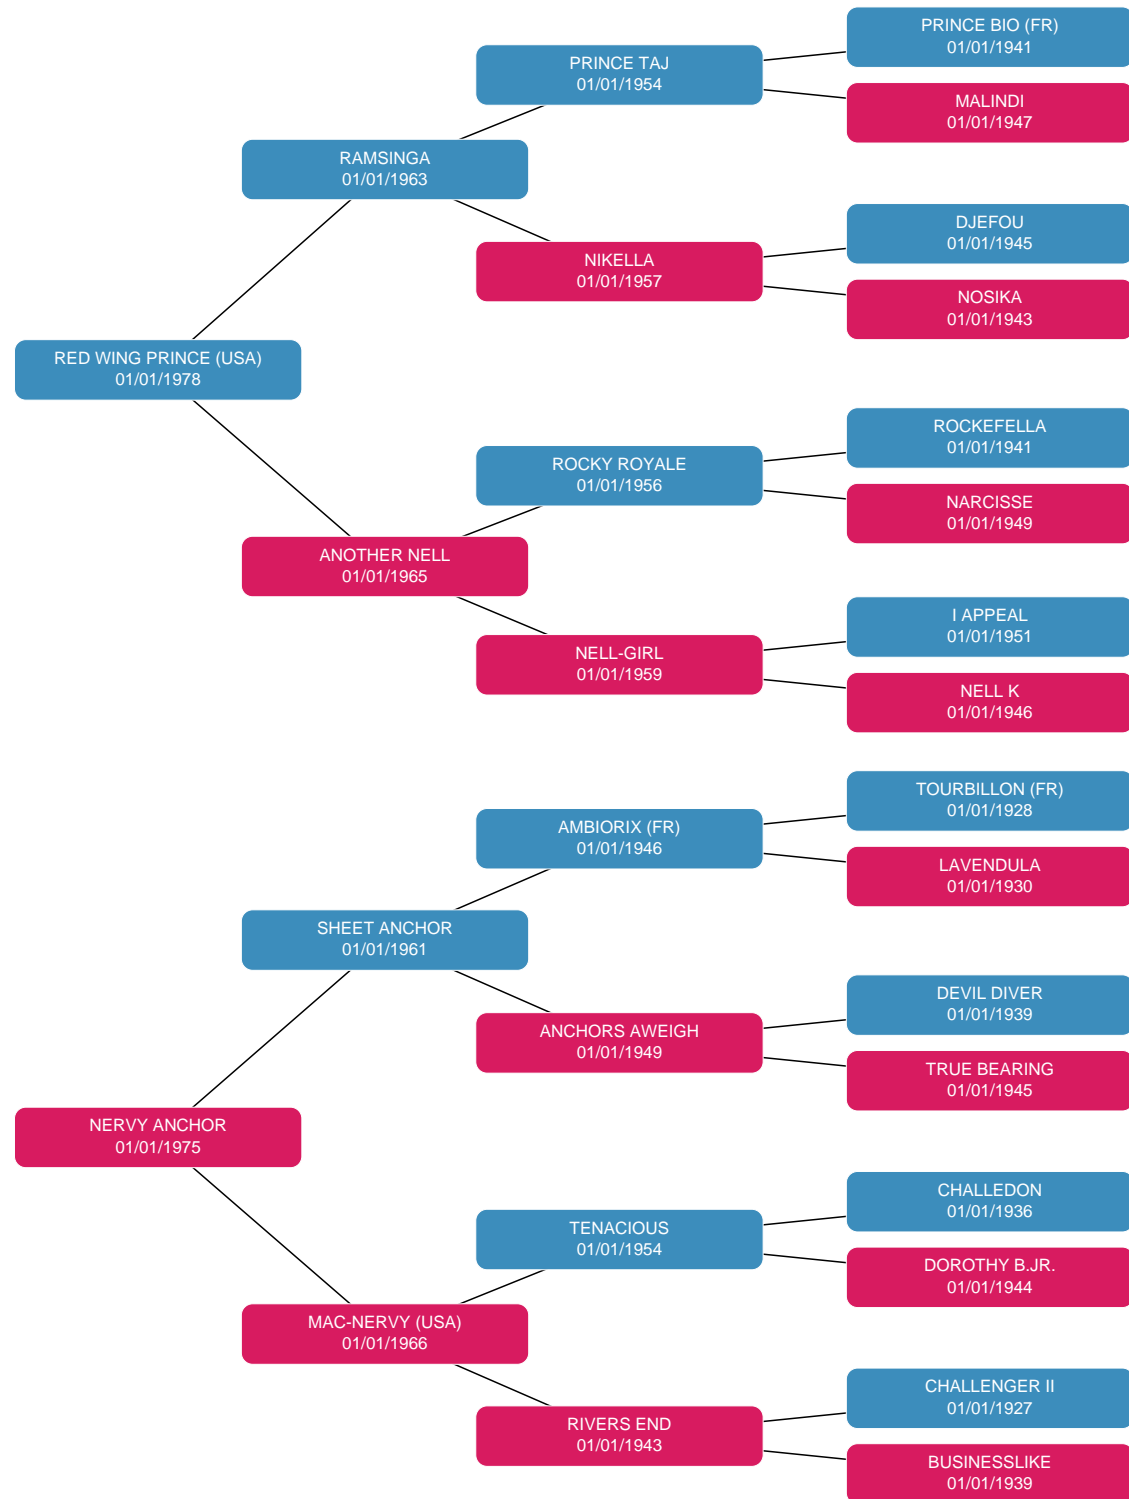 PRINCE BIO (FR)
01/01/1941
PRINCE TAJ
01/01/1954
MALINDI
01/01/1947
RAMSINGA
01/01/1963
DJEFOU
01/01/1945
NIKELLA
01/01/1957
NOSIKA
01/01/1943
RED WING PRINCE (USA)
01/01/1978
ROCKEFELLA
01/01/1941
ROCKY ROYALE
01/01/1956
NARCISSE
01/01/1949
ANOTHER NELL
01/01/1965
I APPEAL
01/01/1951
NELL-GIRL
01/01/1959
NELL K
01/01/1946
TOURBILLON (FR)
01/01/1928
AMBIORIX (FR)
01/01/1946
LAVENDULA
01/01/1930
SHEET ANCHOR
01/01/1961
DEVIL DIVER
01/01/1939
ANCHORS AWEIGH
01/01/1949
TRUE BEARING
01/01/1945
NERVY ANCHOR
01/01/1975
CHALLEDON
01/01/1936
TENACIOUS
01/01/1954
DOROTHY B.JR.
01/01/1944
MAC-NERVY (USA)
01/01/1966
CHALLENGER II
01/01/1927
RIVERS END
01/01/1943
BUSINESSLIKE
01/01/1939